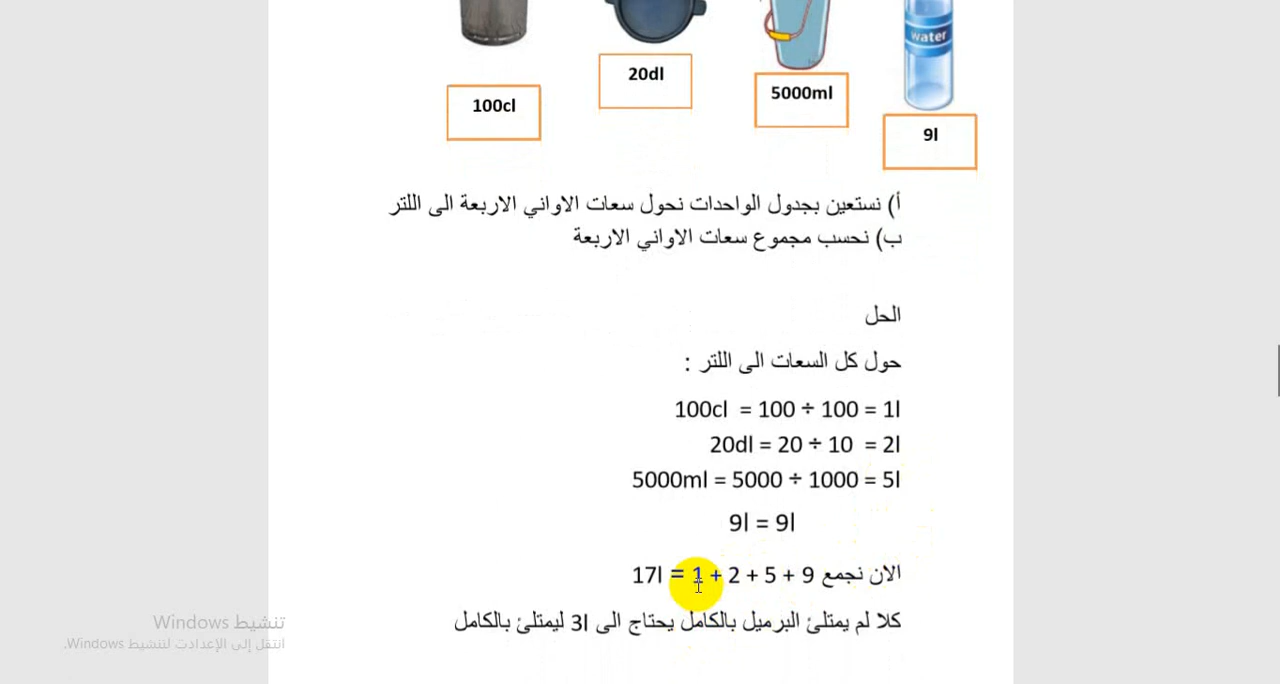 water
20dl
5000ml
100cl
9l
أ) نستعين بجدول الواحدات نحول سعات الاواني الاربعة الى اللتر
ب) نحسب مجموع سعات الاواني الاربعة
الحل
حول كل السعات الى اللتر :
100cl = 100 ÷ 100 = 1l
20dl = 20 ÷ 10 = 2l
5000ml = 5000 ÷ 1000 = 5l
9l = 9l
الان نجمع 9 + 5 + 2 + 1 = 17l
كلا لم يمتلئ البرميل بالكامل يحتاج الى 3l ليمتلئ بالكامل
تنشيط Windows
انتقل إلى الإعدادت لتنشيط Windows.